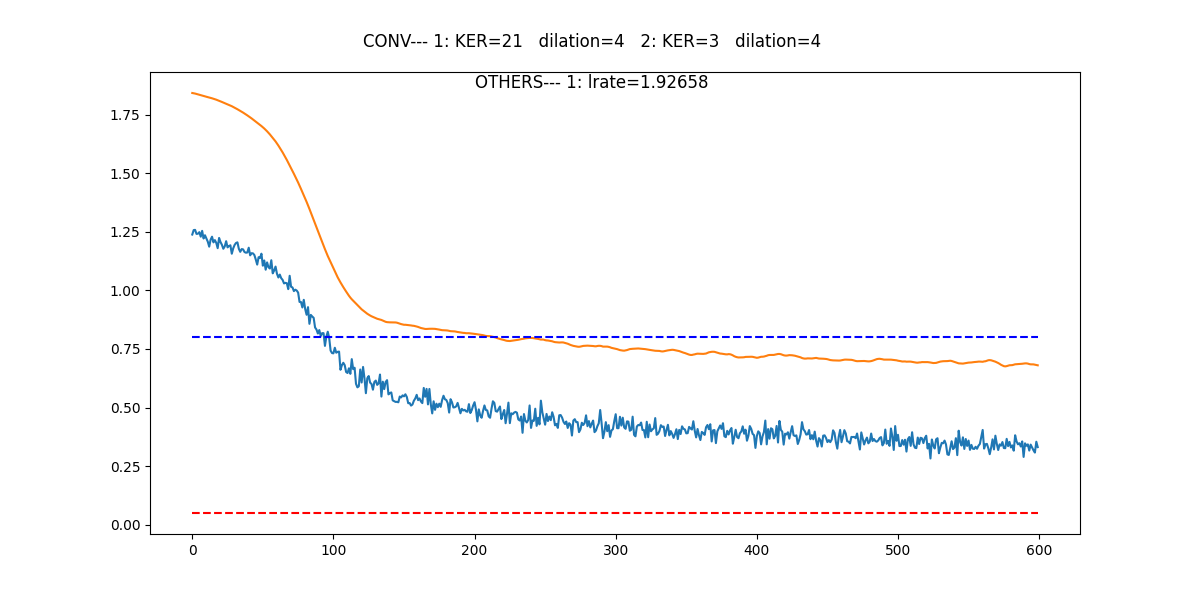 CONV--- 1: KER=21   dilation=4   2: KER=3   dilation=4
OTHERS--- 1: lrate=1.92658
1.75
1.50
1.25
1.00
0.75
0.50
0.25
0.00
0 100 200 300 400 500 600